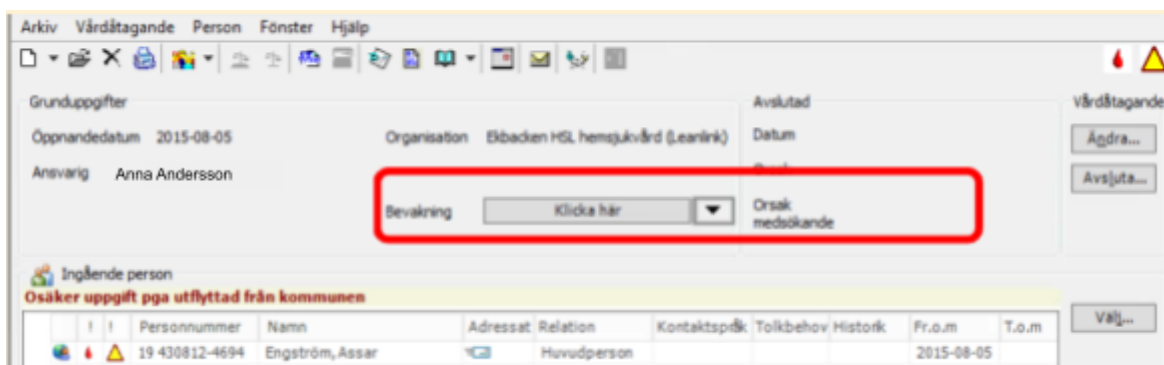 Arkiv Vårdåtagande Person Fönster Hjälp
Grunduppgifter
Avslutad
Vårdåtagande
Öppnandedatum 2015-08-05
Organisation Ekbacken HSL hemsjukvård (Leanlink)
Datum
Ändra...
Ansvarig Anna Andersson
Avsluta...
Bevakning Klicka här
Orsak
medsökande
Ingående person
Osäker uppgift pga utflyttad från kommunen
Välj...
! ! Personnummer Namn Adressat Relation Kontaktspråk Tolkbehov Historik Fr.o.m T.o.m
19 430812-4694 Engström, Assar Huvudperson 2015-08-05